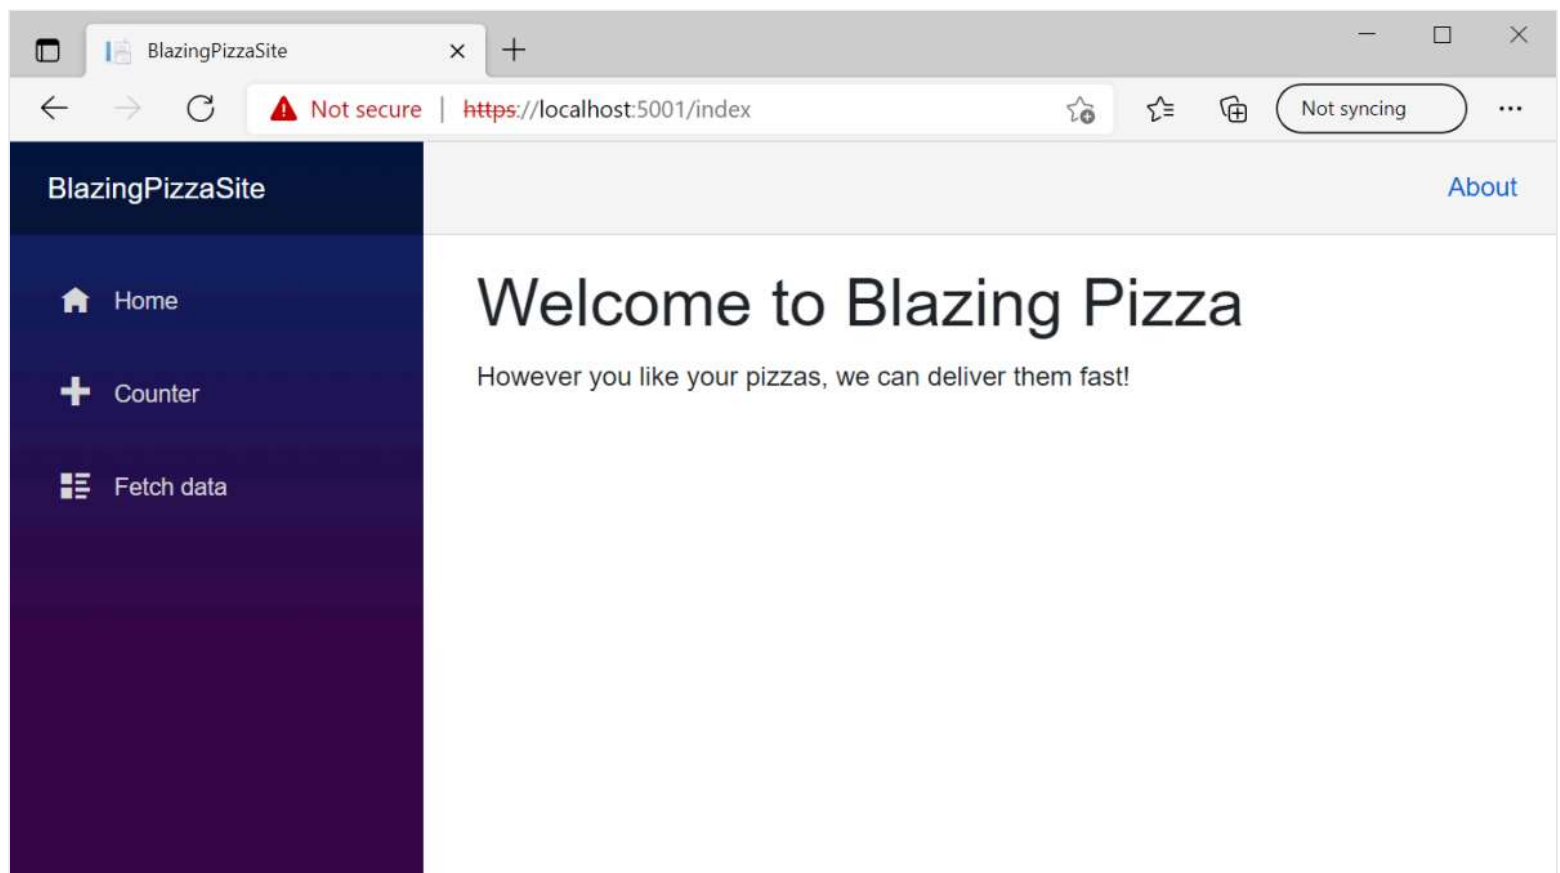 BlazingPizzaSite
Not secure | https://localhost:5001/index
Not syncing
BlazingPizzaSite
About
Home
Counter
Fetch data
Welcome to Blazing Pizza
However you like your pizzas, we can deliver them fast!